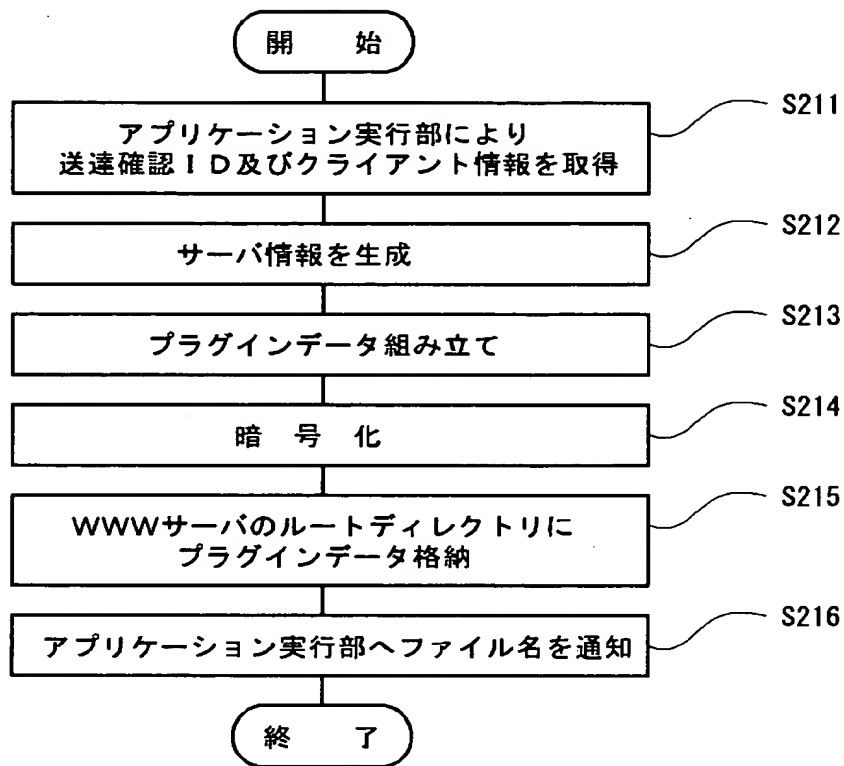 開 始
アプリケーション実行部により
送達確認ID及びクライアント情報を取得
S211
サーバ情報を生成
S212
プラグインデータ組み立て
S213
暗 号 化
S214
WWWサーバのルートディレクトリに
プラグインデータ格納
S215
アプリケーション実行部へファイル名を通知
S216
終 了